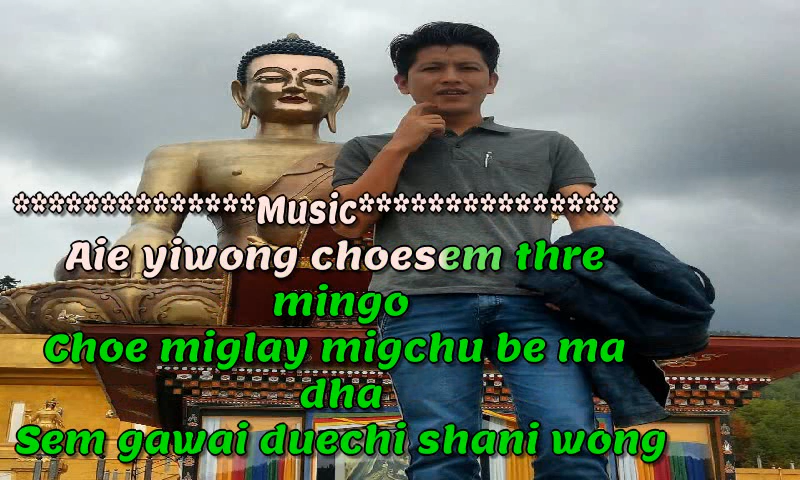 **************Music***************
Aie yiwong choesem thre
mingo
Choe miglay migchu be ma
dha
Sem gawai duechi shani wong